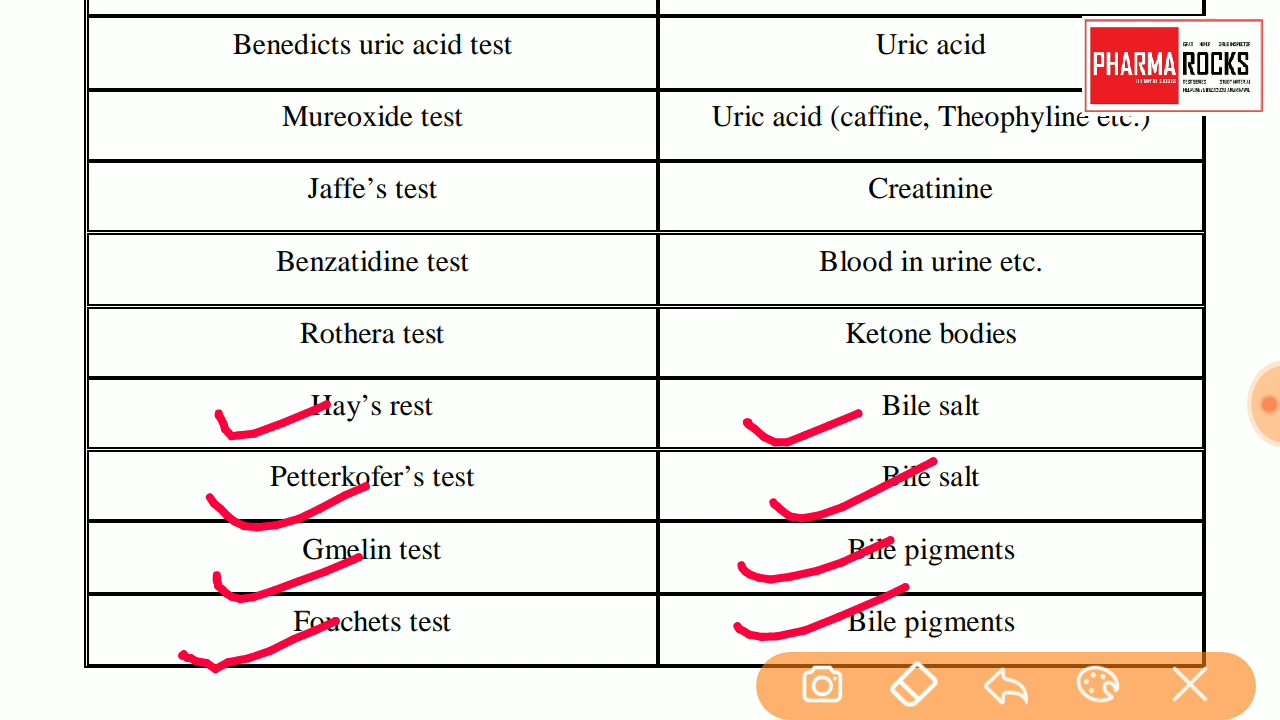 Benedicts uric acid test Uric acid
PHARMA ROCKS
Mureoxide test Uric acid (caffine, Theophyline etc.)
Jaffe’s test Creatinine
Benzatidine test Blood in urine etc.
Rothera test Ketone bodies
Hay’s rest Bile salt
Petterkofer’s test Bile salt
Gmelin test Bile pigments
Fouchets test Bile pigments